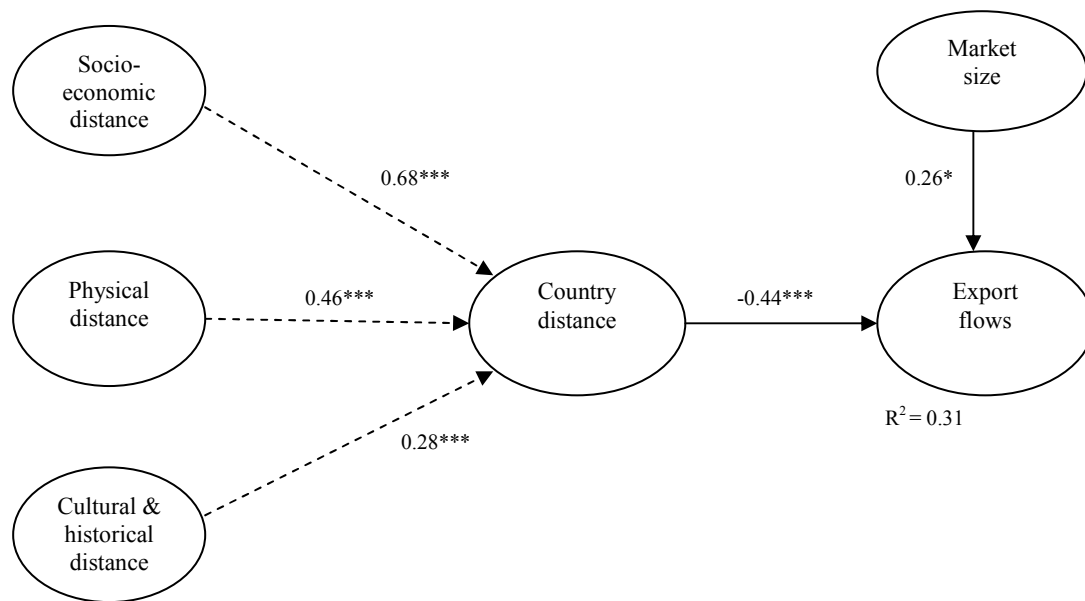 Socio-
economic
distance
Market
size
0.68***
0.26*
Physical
distance
0.46***
Country
distance
-0.44***
Export
flows
R² = 0.31
0.28***
Cultural &
historical
distance